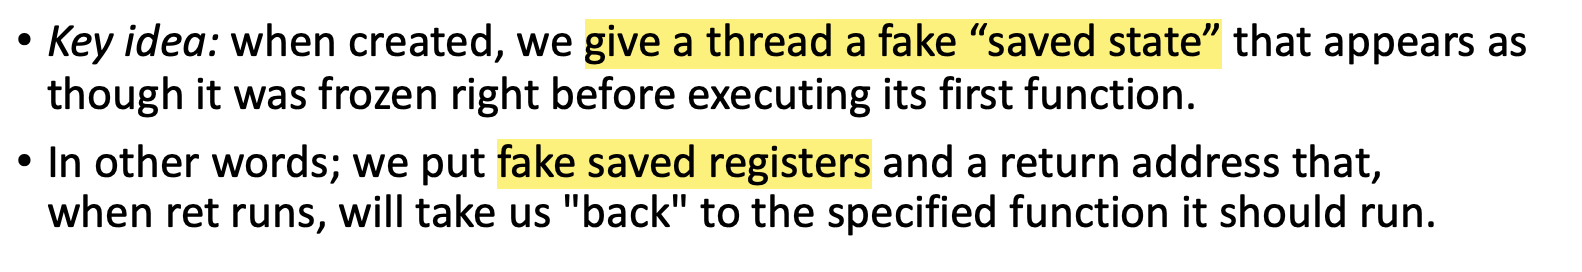 • Key idea: when created, we give a thread a fake “saved state” that appears as
though it was frozen right before executing its first function.
• In other words; we put fake saved registers and a return address that,
when ret runs, will take us "back" to the specified function it should run.